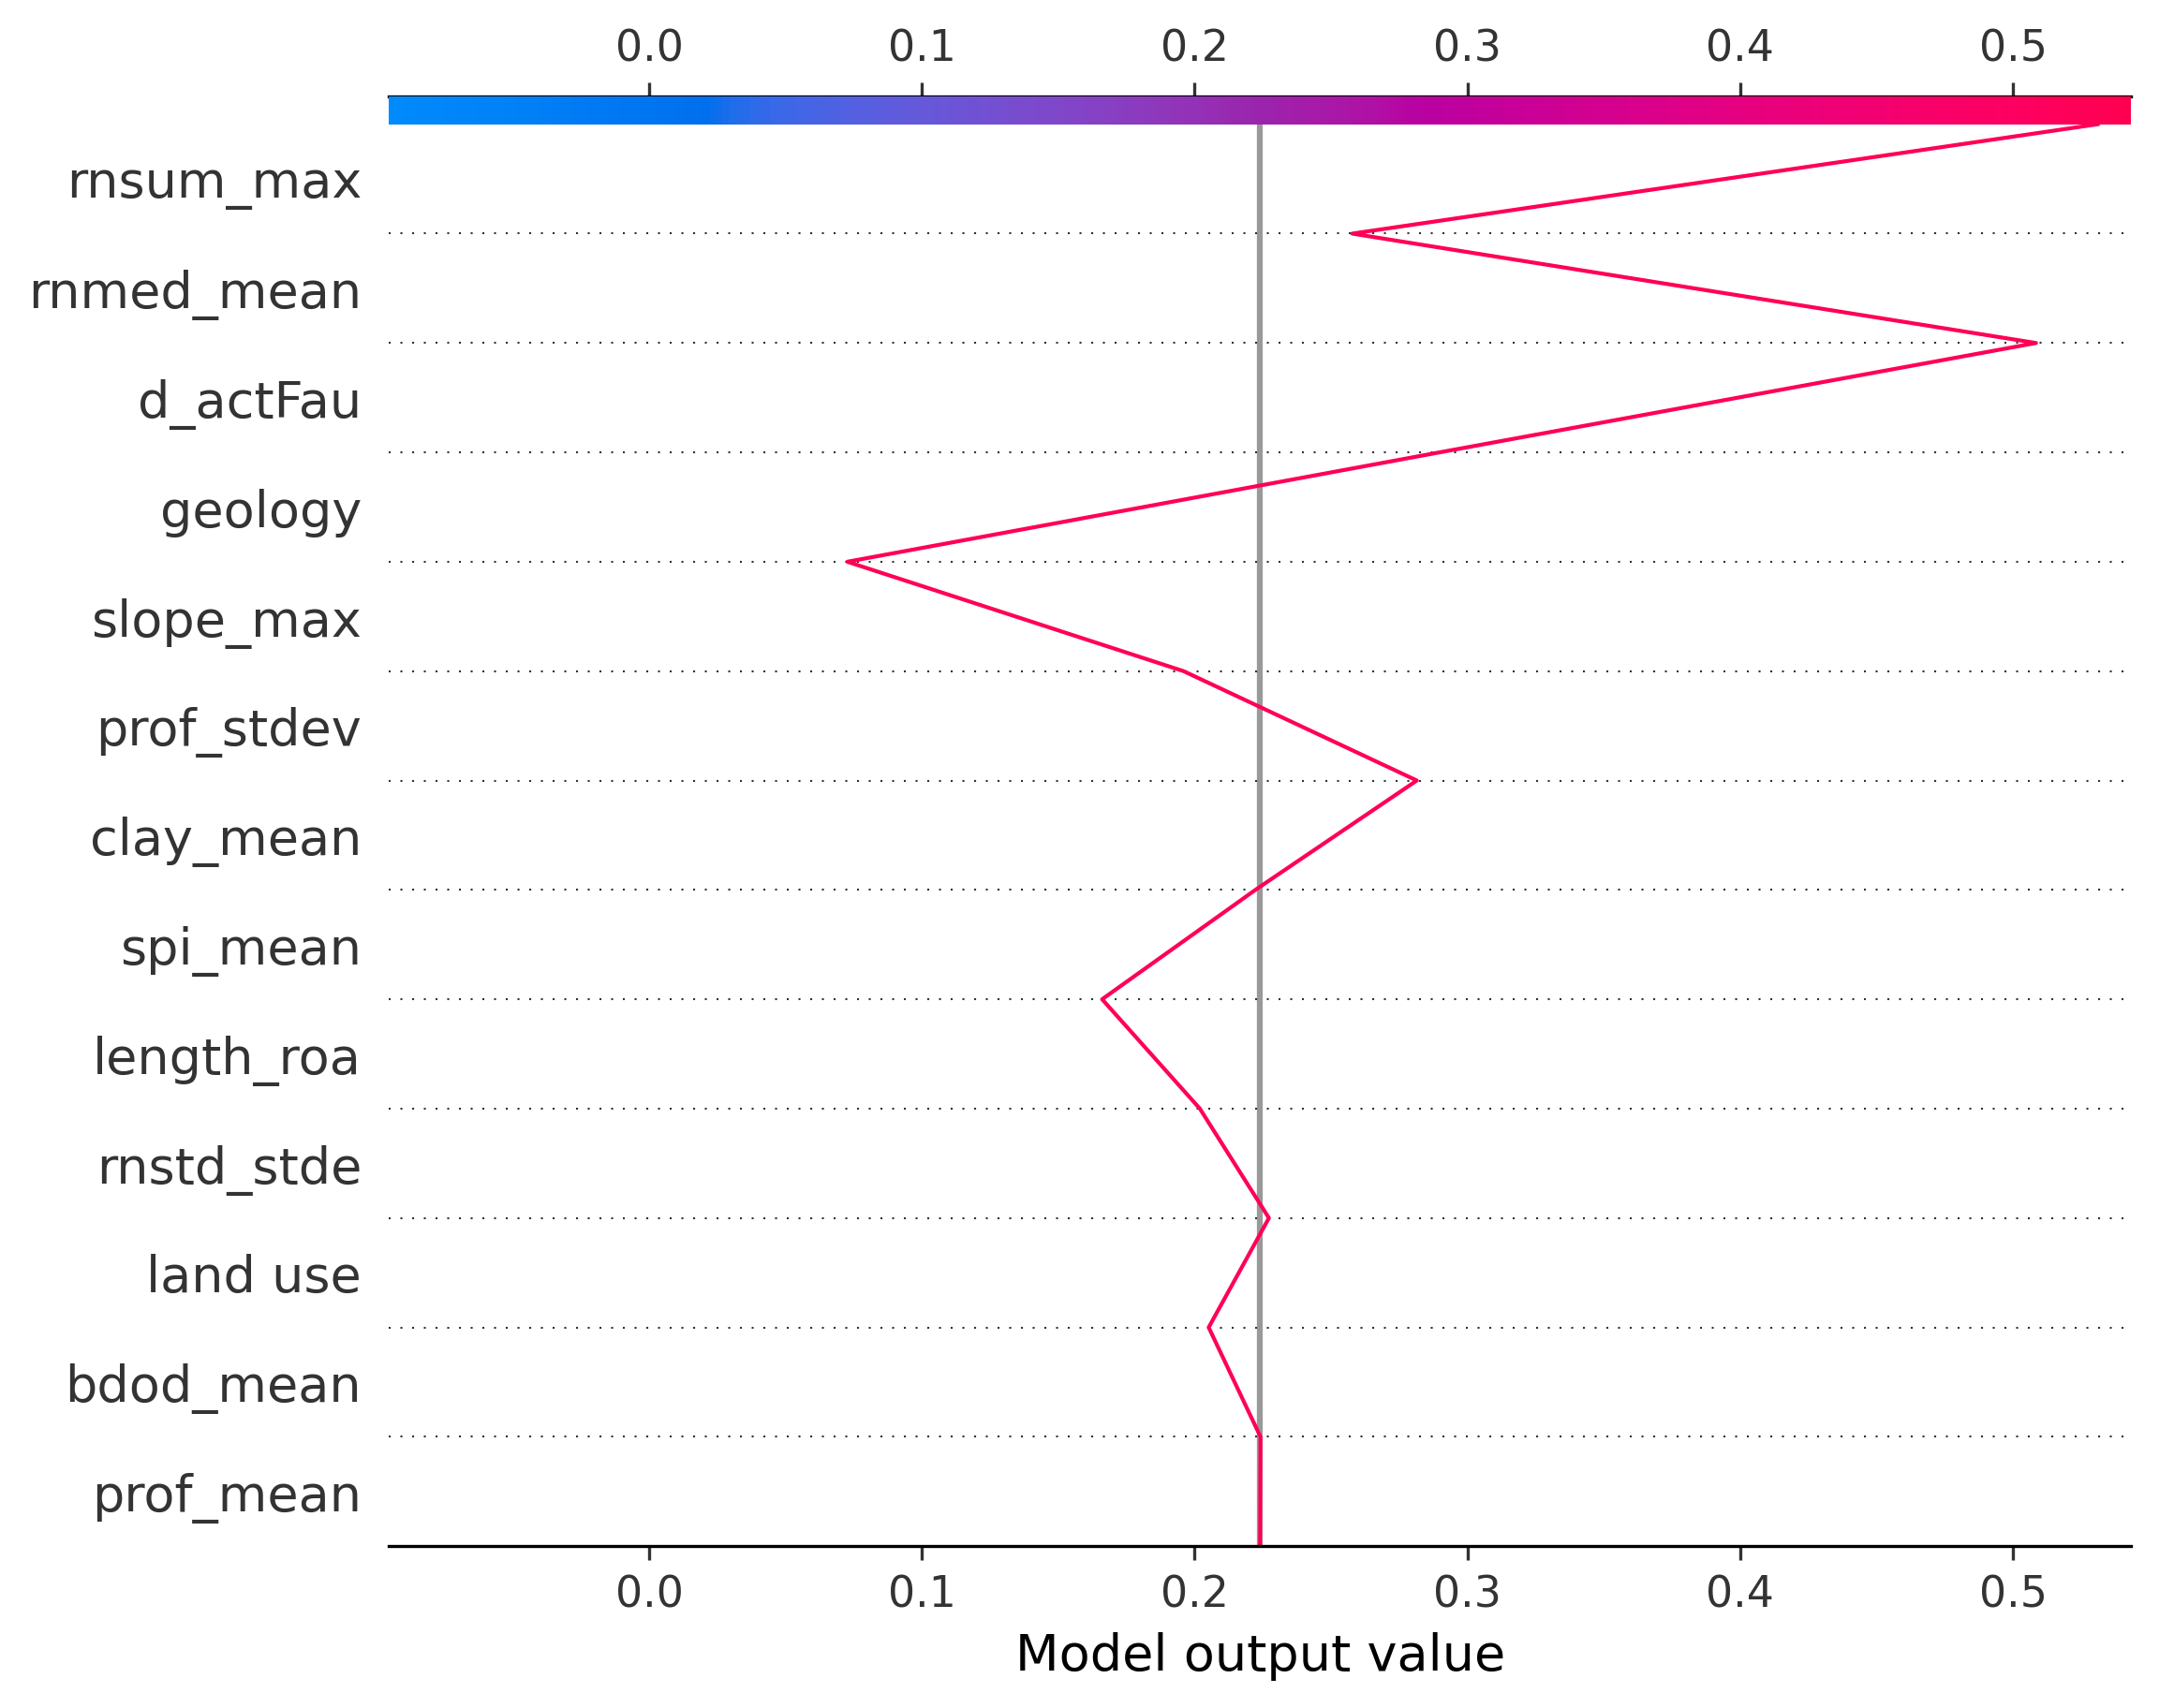 0.0 0.1 0.2 0.3 0.4 0.5
rnsum_max
rnmed_mean
d_actFau
geology
slope_max
prof_stdev
clay_mean
spi_mean
length_roa
rnstd_stde
land use
bdod_mean
prof_mean
0.0 0.1 0.2 0.3 0.4 0.5
Model output value